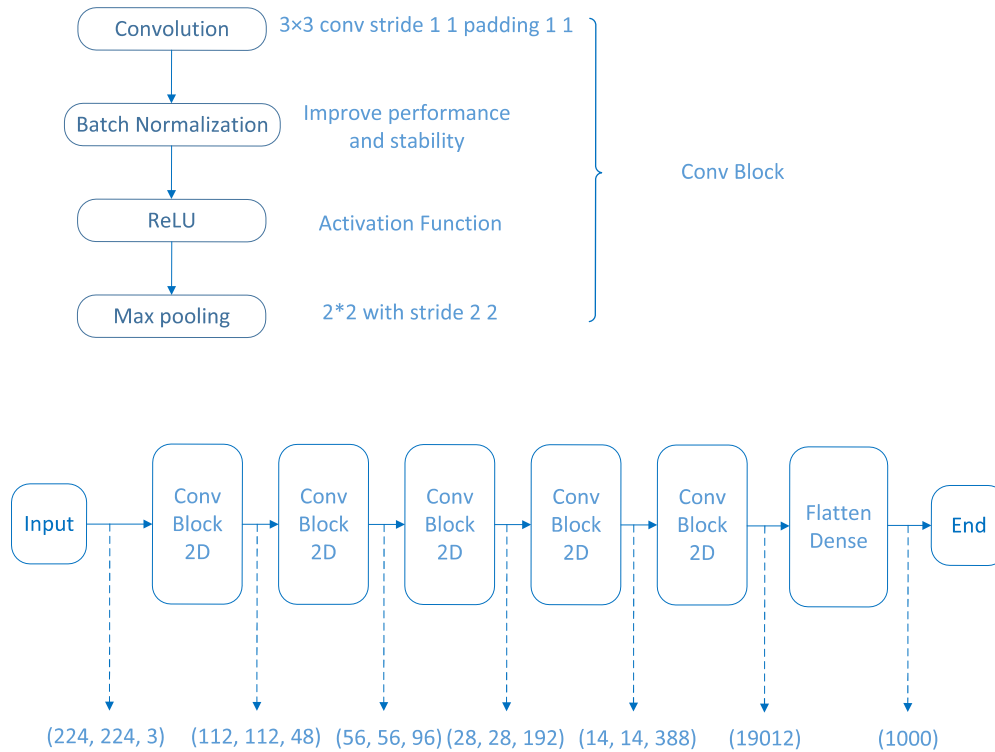 Convolution
3×3 conv stride 1 1 padding 1 1
Batch Normalization
Improve performance
and stability
Conv Block
ReLU
Activation Function
Max pooling
2*2 with stride 2 2
Input
Conv
Block
2D
Conv
Block
2D
Conv
Block
2D
Conv
Block
2D
Conv
Block
2D
Flatten
Dense
End
(224, 224, 3)
(112, 112, 48)
(56, 56, 96)
(28, 28, 192)
(14, 14, 388)
(19012)
(1000)